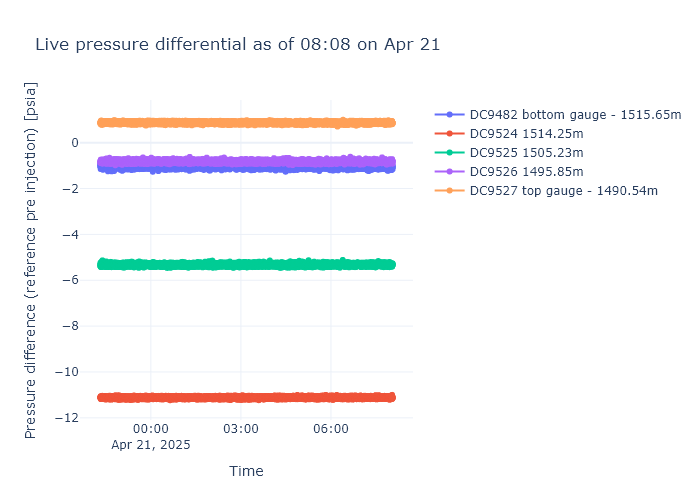 Live pressure differential as of 08:08 on Apr 21
Pressure difference (reference pre injection) [psia]
0
−2
−4
−6
−8
−10
−12
00:00
Apr 21, 2025
03:00
06:00
Time
DC9482 bottom gauge - 1515.65m
DC9524 1514.25m
DC9525 1505.23m
DC9526 1495.85m
DC9527 top gauge - 1490.54m